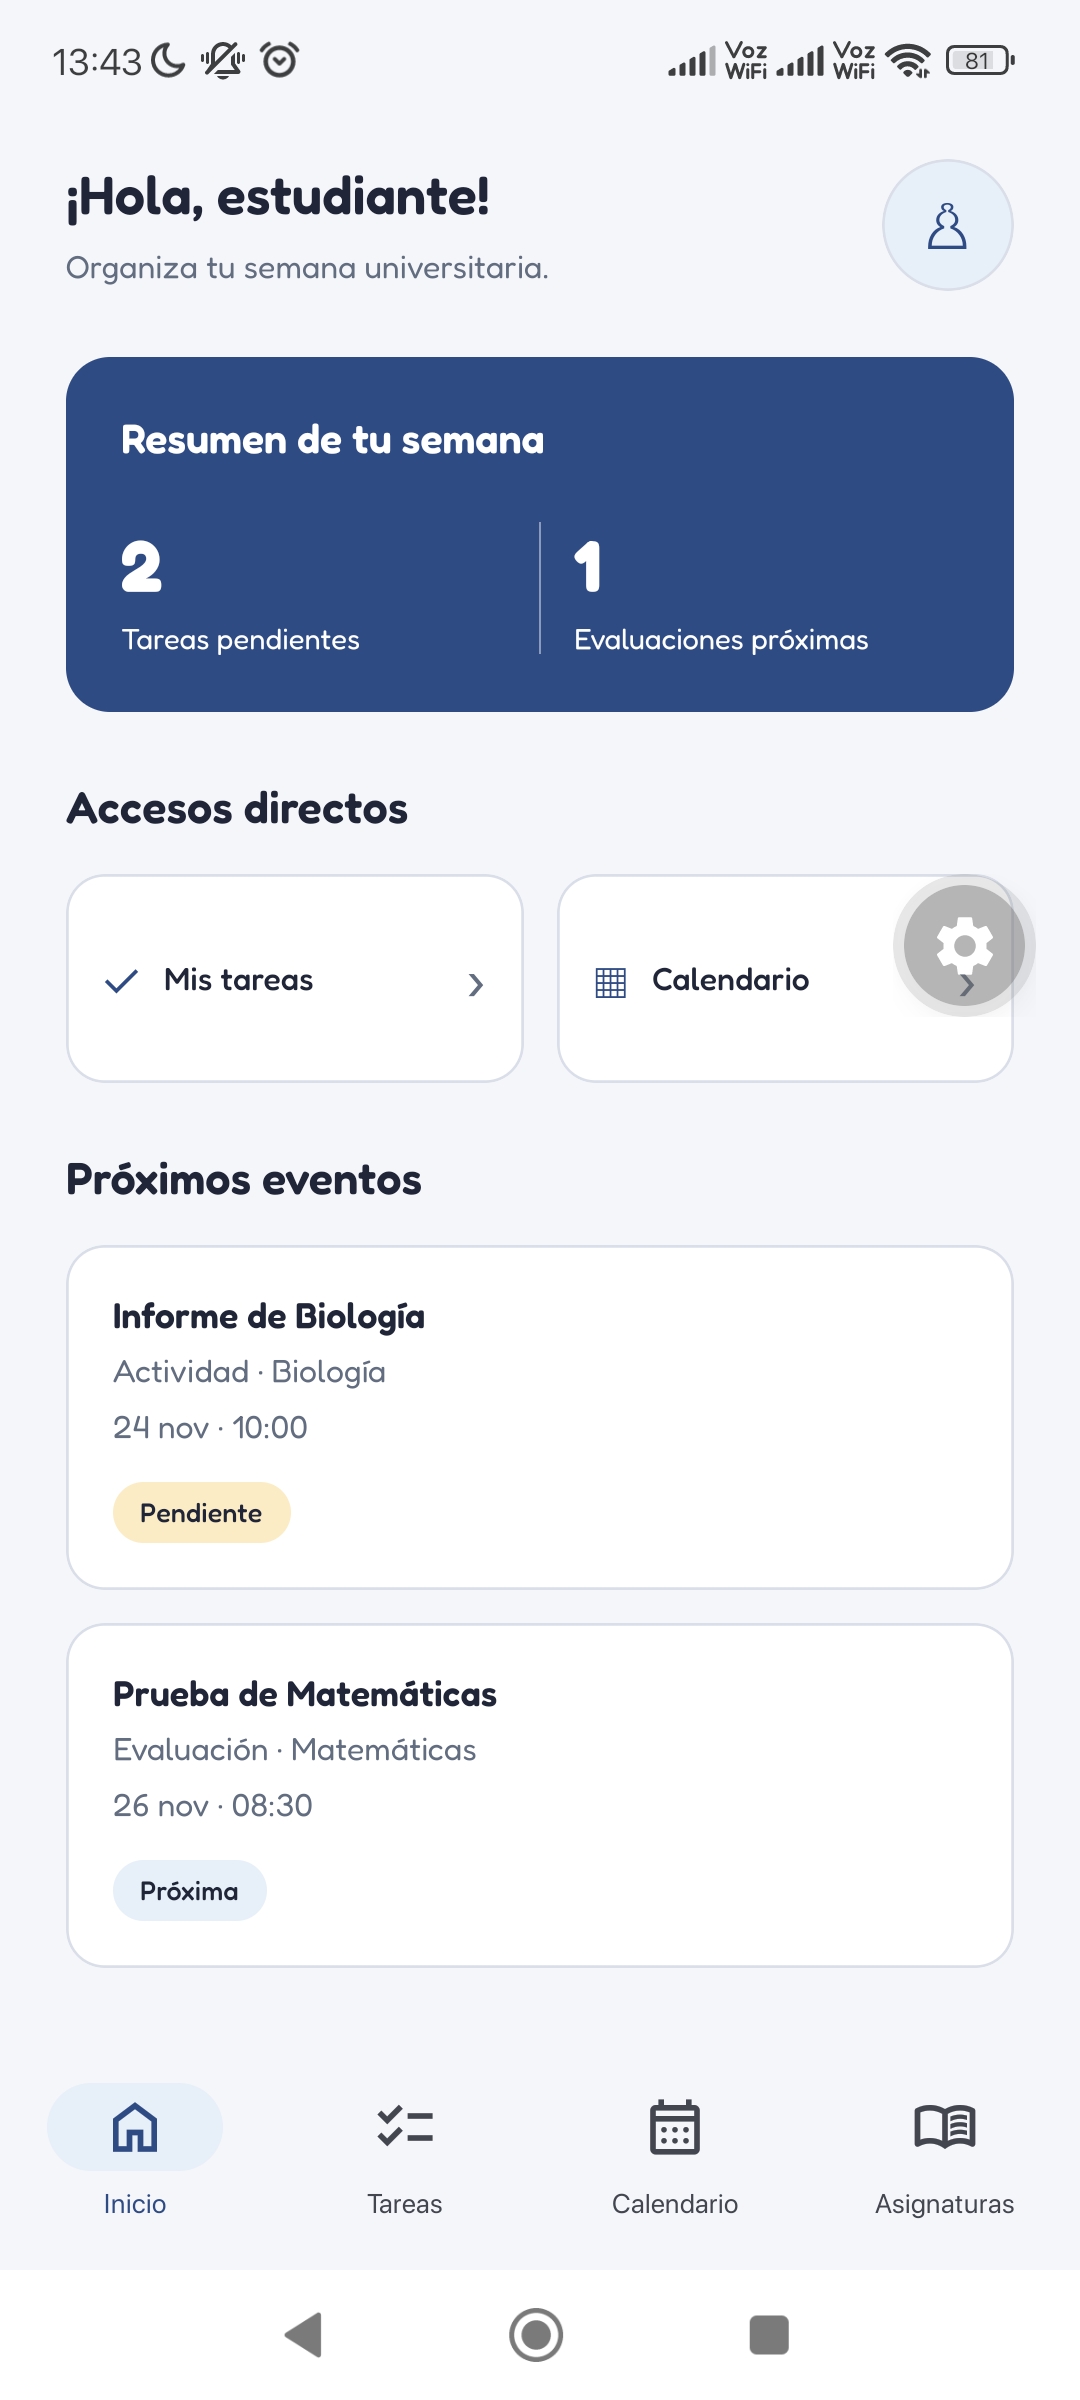 13:43
Voz WiFi
Voz WiFi
81
¡Hola, estudiante!
Organiza tu semana universitaria.
Resumen de tu semana
2
Tareas pendientes
1
Evaluaciones próximas
Accesos directos
Mis tareas
Calendario
Próximos eventos
Informe de Biología
Actividad · Biología
24 nov · 10:00
Pendiente
Prueba de Matemáticas
Evaluación · Matemáticas
26 nov · 08:30
Próxima
Inicio
Tareas
Calendario
Asignaturas